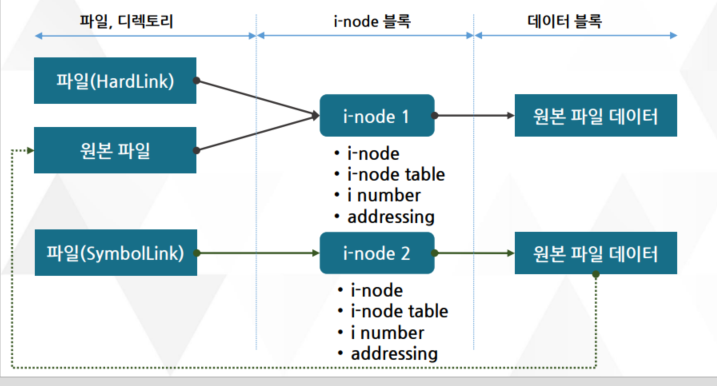 파일, 디렉토리
i-node 블록
데이터 블록
파일(HardLink)
원본 파일
i-node 1
원본 파일 데이터
• i-node
• i-node table
• i number
• addressing
파일(SymbolLink)
i-node 2
원본 파일 데이터
• i-node
• i-node table
• i number
• addressing